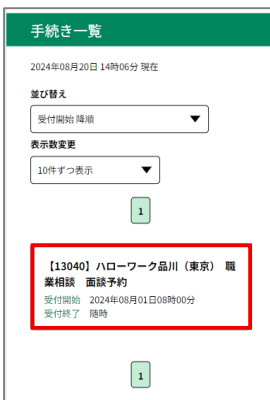 手続き一覧
2024年08月20日 14時06分 現在
並び替え
受付開始 降順
表示数変更
10件ずつ表示
1
【13040】ハローワーク品川（東京）　職
業相談　面談予約
受付開始　2024年08月01日08時00分
受付終了　随時
1